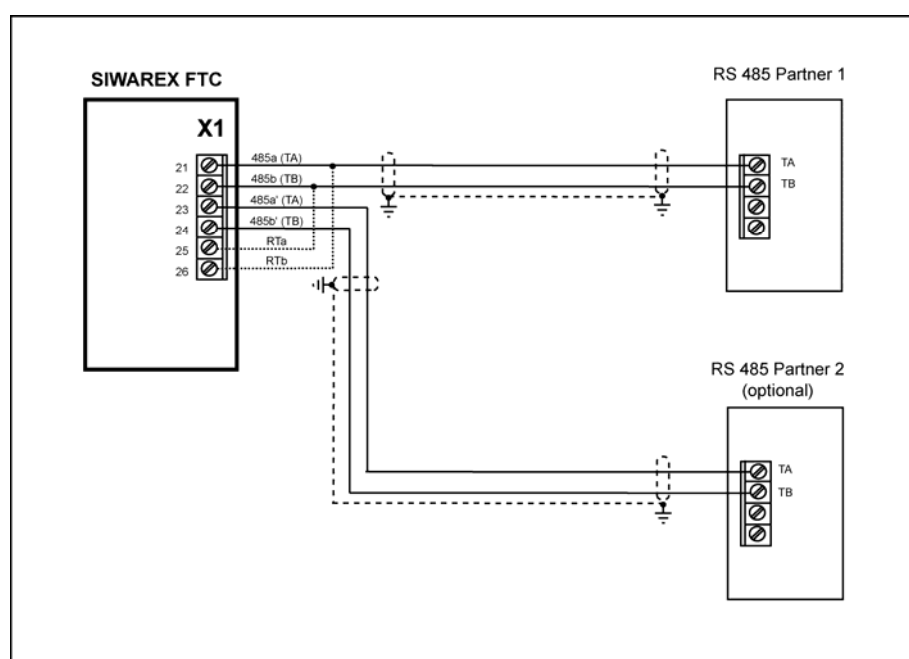 SIWAREX FTC
X1
21
22
23
24
25
26
485a (TA)
485b (TB)
485a' (TA)
485b' (TB)
RTa
RTb
RS 485 Partner 1
TA
TB
RS 485 Partner 2
(optional)
TA
TB